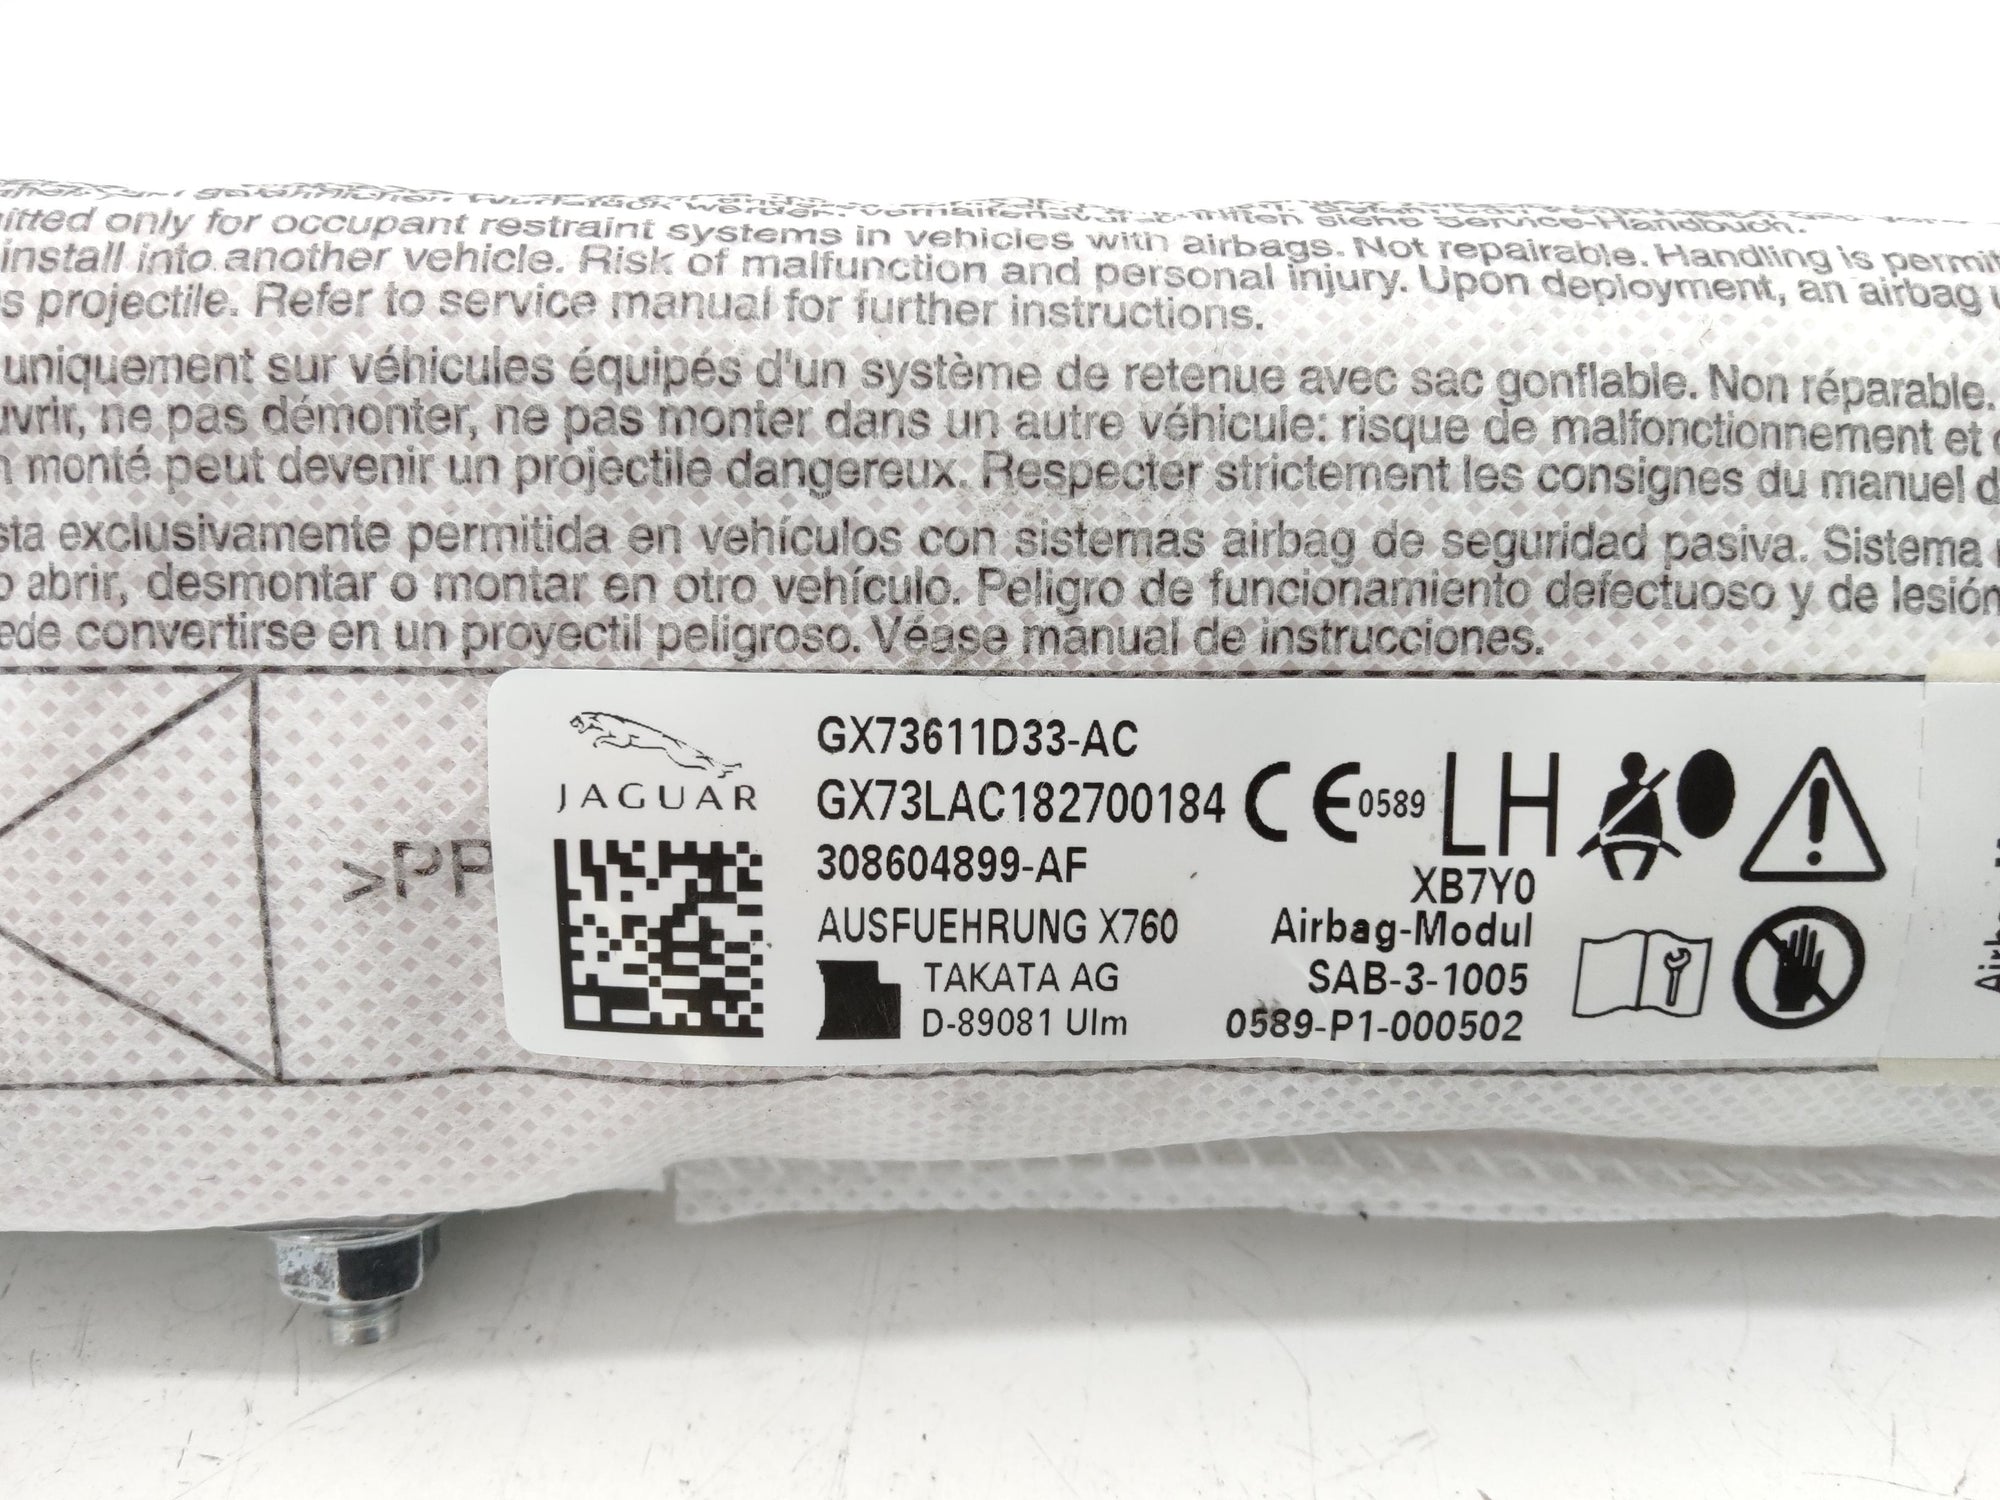 itted only for occupant restraint systems in vehicles with airbags. Not repairable. Handling is permit
install into another vehicle. Risk of malfunction and personal injury. Upon deployment, an airbag
s projectile. Refer to service manual for further instructions.
uniquement sur véhicules équipés d'un système de retenue avec sac gonflable. Non réparable.
uvrir, ne pas démonter, ne pas monter dans un autre véhicule: risque de malfonctionnement et
monté peut devenir un projectile dangereux. Respecter strictement les consignes du manuel d
sta exclusivamente permitida en vehículos con sistemas airbag de seguridad pasiva. Sistema
o abrir, desmontar o montar en otro vehículo. Peligro de funcionamiento defectuoso y de lesión
ede convertirse en un proyectil peligroso. Véase manual de instrucciones.
>PP
JAGUAR
GX73611D33-AC
GX73LAC182700184
308604899-AF
AUSFUEHRUNG X760
TAKATA AG
D-89081 Ulm
CE 0589 LH
XB7Y0
Airbag-Modul
SAB-3-1005
0589-P1-000502